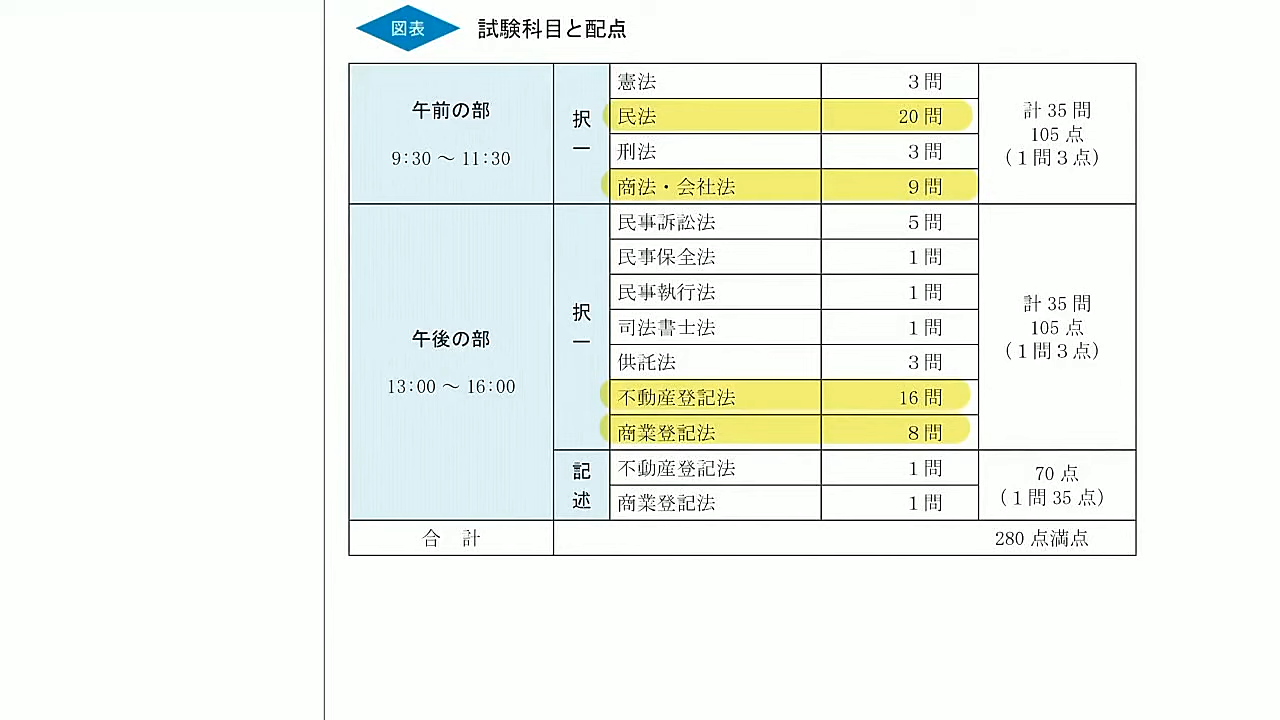 図表 試験科目と配点
午前の部
9:30 ～ 11:30
択一
憲法 3問
民法 20問
刑法 3問
商法・会社法 9問
計35問
105点
（1問3点）
午後の部
13:00 ～ 16:00
択一
民事訴訟法 5問
民事保全法 1問
民事執行法 1問
司法書士法 1問
供託法 3問
不動産登記法 16問
商業登記法 8問
計35問
105点
（1問3点）
記述
不動産登記法 1問
商業登記法 1問
70点
（1問35点）
合計 280点満点